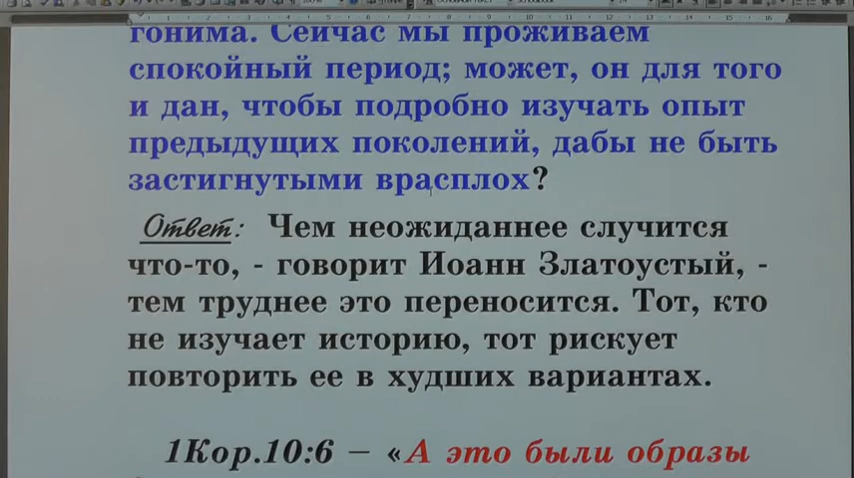 гонима. Сейчас мы проживаем
спокойный период; может, он для того
и дан, чтобы подробно изучать опыт
предыдущих поколений, дабы не быть
застигнутыми врасплох?
Ответ: Чем неожиданнее случится
что-то, - говорит Иоанн Златоустый, -
тем труднее это переносится. Тот, кто
не изучает историю, тот рискует
повторить ее в худших вариантах.
1Кор.10:6 – «А это были образы